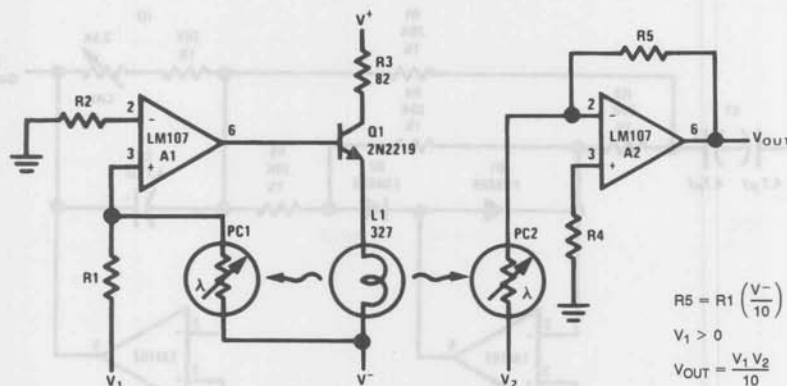 V+
R3
82
R5
R2
2
−
LM107
A1
6
3
+
Q1
2N2219
2
−
LM107
A2
6
VOUT
3
+
L1
327
R1
PC1
λ
PC2
λ
R4
R5 = R1 (V−/10)
V1 > 0
VOUT = V1 V2/10
V1
V−
V2